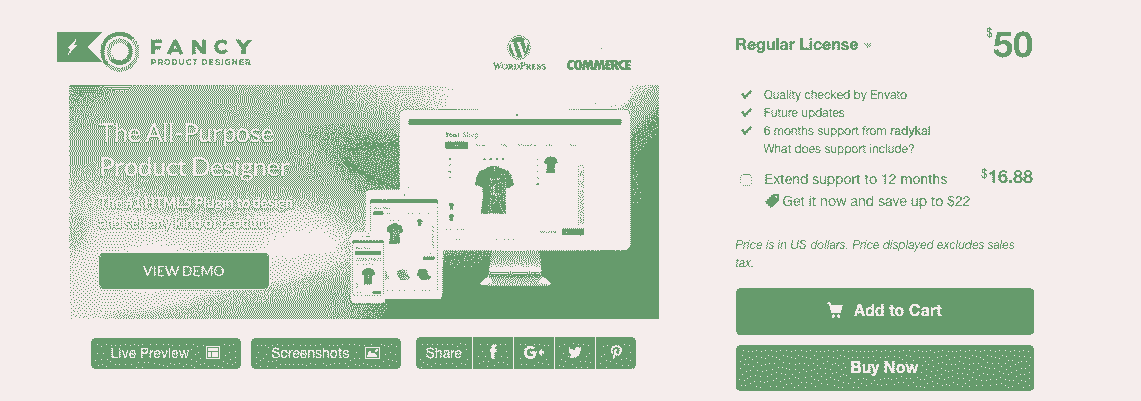 FANCY
PRODUCT DESIGNER
WORDPRESS
COMMERCE
The All-Purpose
Product Designer
The #1 HTML5 Plugin to design
and sell any kind of product.
VIEW DEMO
Your Shop
Live Preview
Screenshots
Share
Regular License
$50
Quality checked by Envato
Future updates
6 months support from radykal
What does support include?
Extend support to 12 months
$16.88
Get it now and save up to $22
Price is in US dollars. Price displayed excludes sales
tax.
Add to Cart
Buy Now